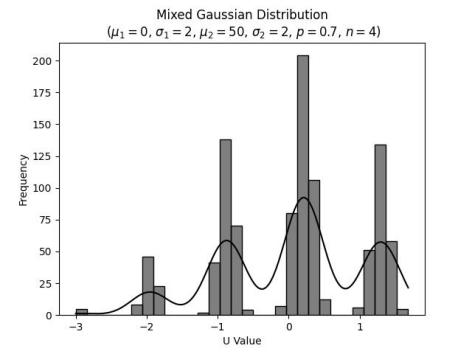 Mixed Gaussian Distribution
(μ₁ = 0, σ₁ = 2, μ₂ = 50, σ₂ = 2, p = 0.7, n = 4)
200
175
150
125
100
75
50
25
0
Frequency
−3 −2 −1 0 1
U Value